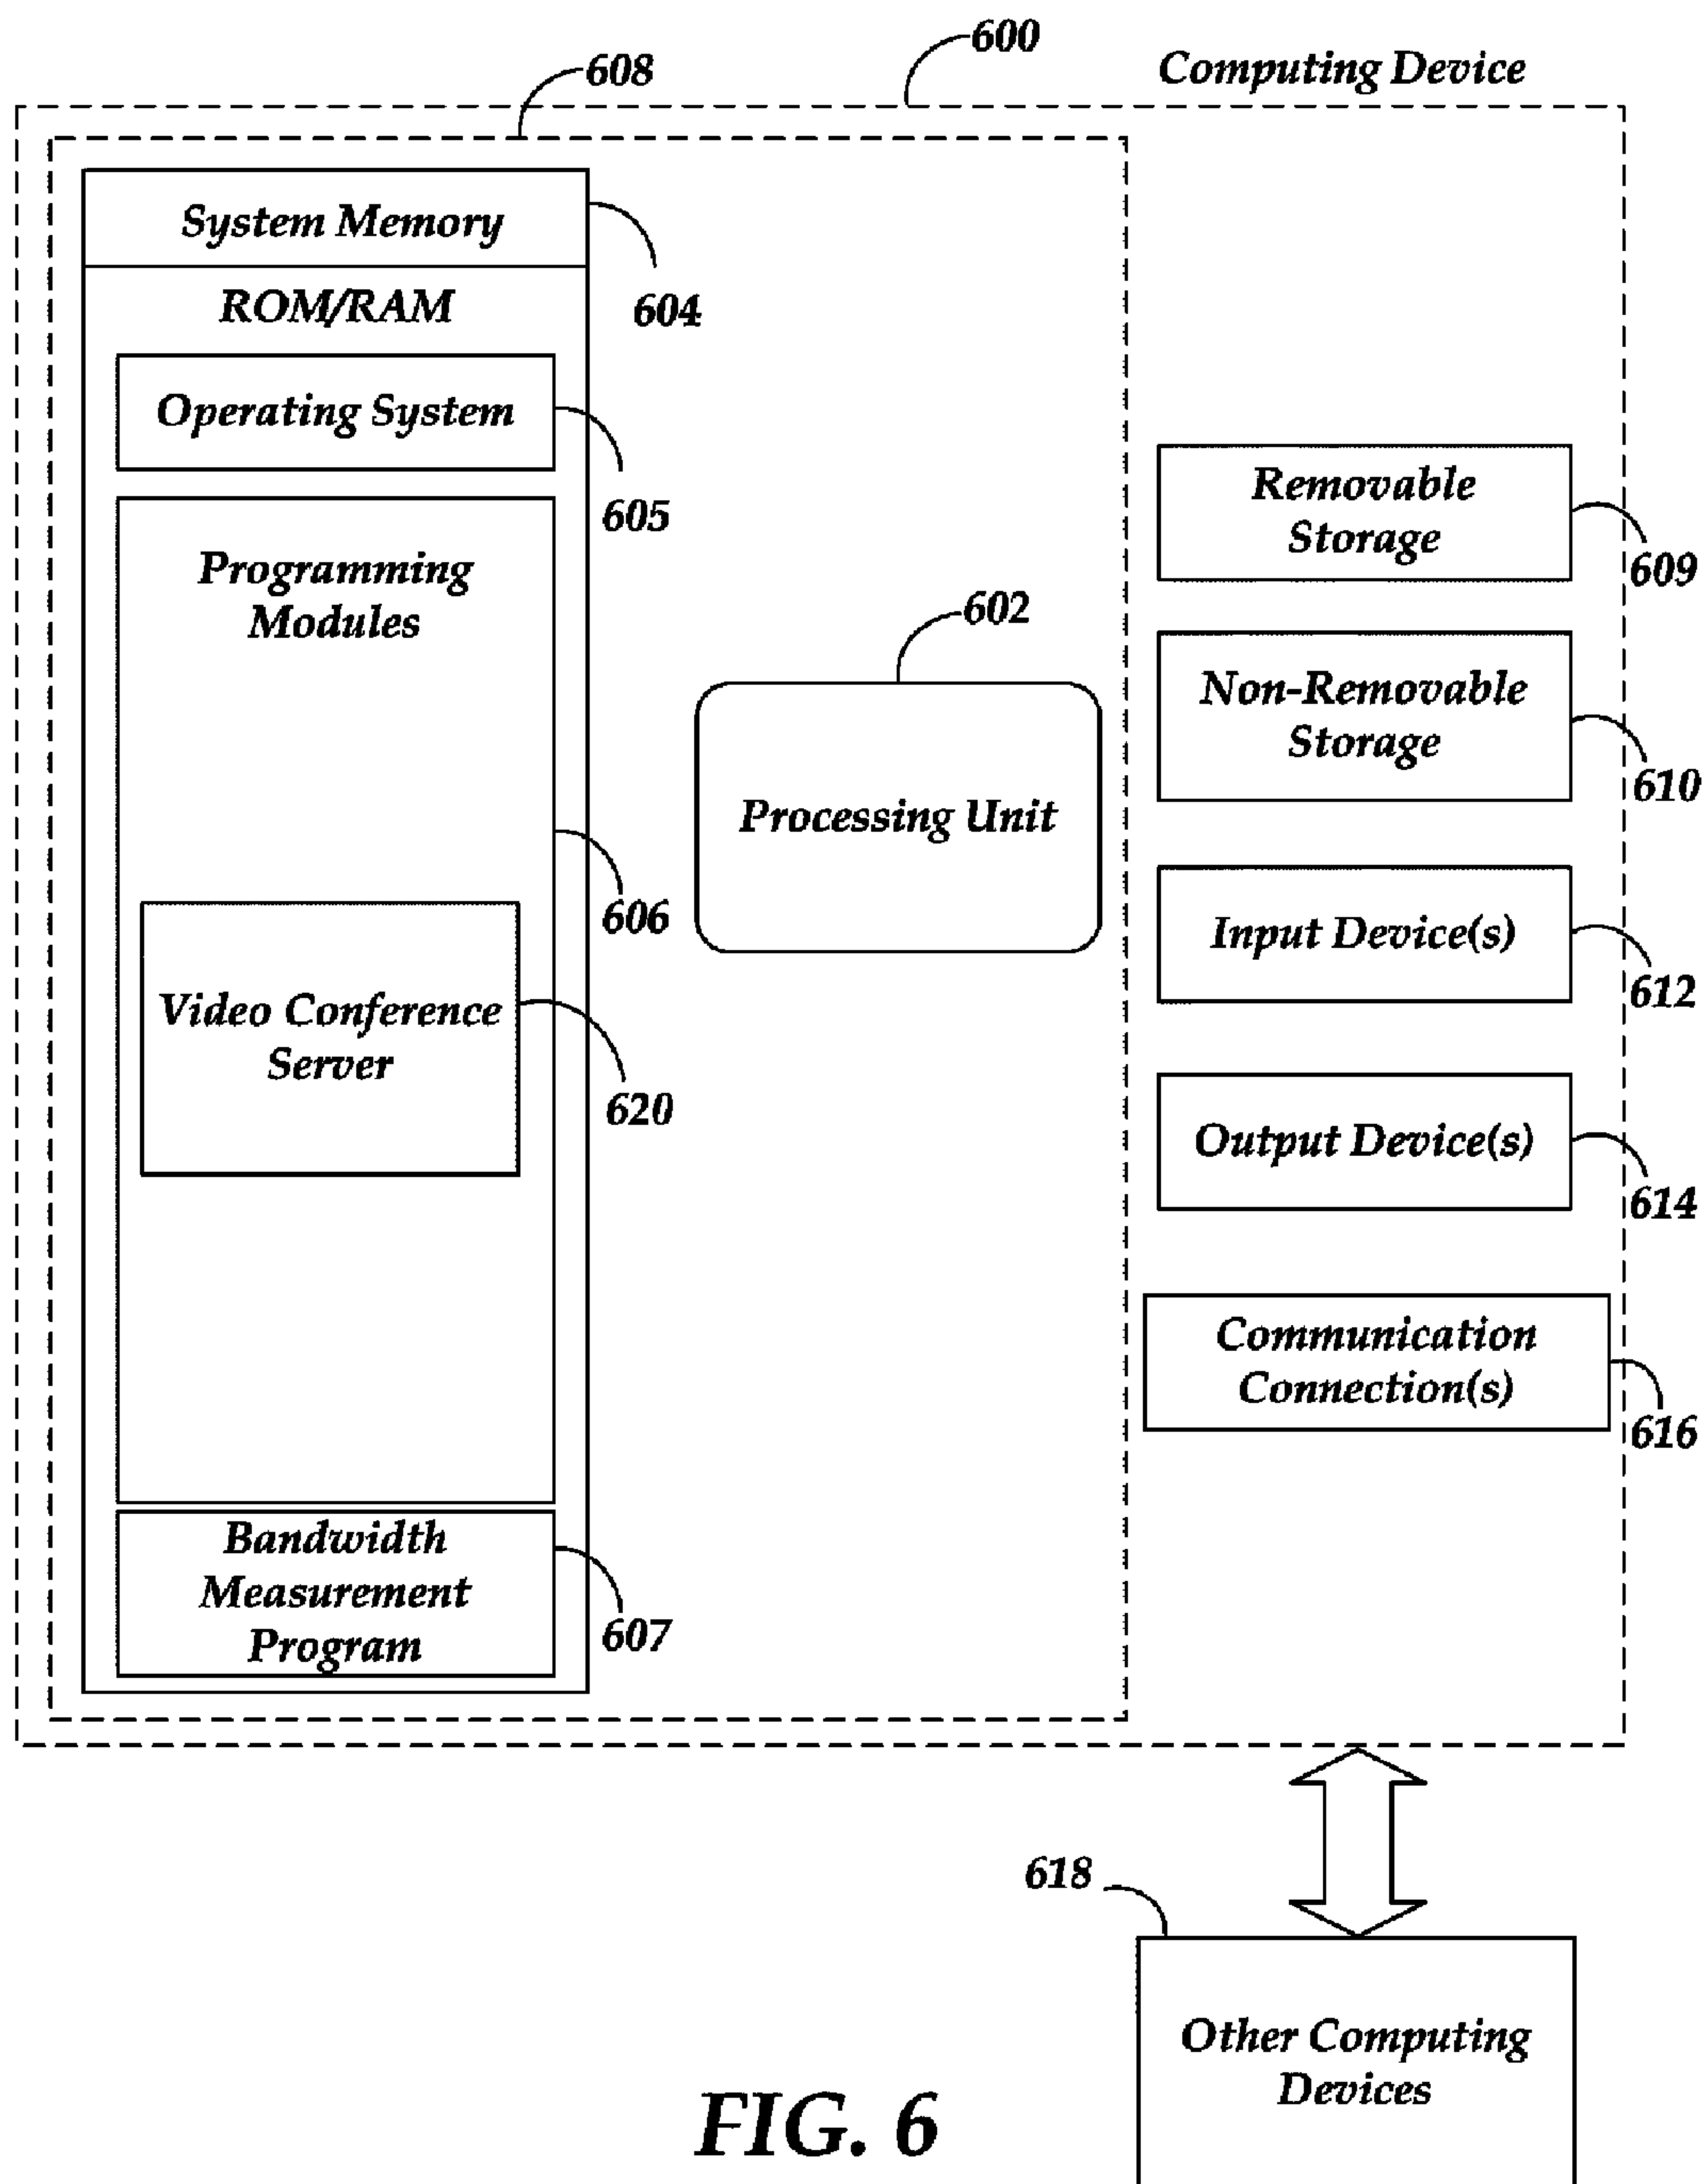 600
Computing Device
608
System Memory
604
ROM/RAM
Operating System
605
Programming
Modules
606
Video Conference
Server
620
Bandwidth
Measurement
Program
607
602
Processing Unit
Removable
Storage
609
Non-Removable
Storage
610
Input Device(s)
612
Output Device(s)
614
Communication
Connection(s)
616
618
Other Computing
Devices
FIG. 6